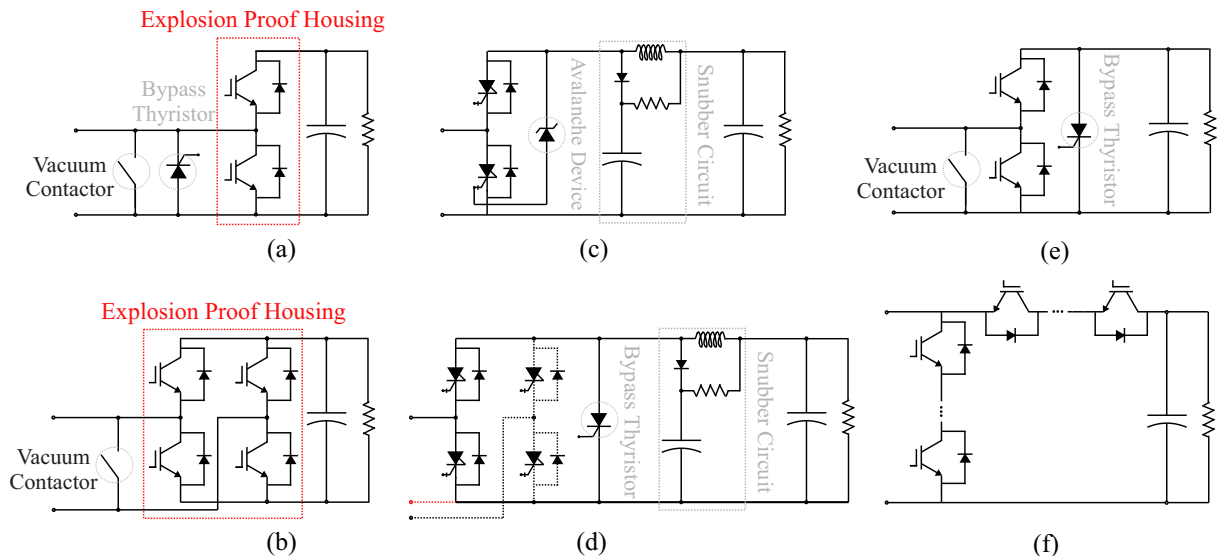 Explosion Proof Housing
Bypass
Thyristor
Vacuum
Contactor
(a)
Avalanche Device
Snubber Circuit
(c)
Vacuum
Contactor
Bypass Thyristor
(e)
Explosion Proof Housing
Vacuum
Contactor
(b)
Bypass Thyristor
Snubber Circuit
(d)
(f)